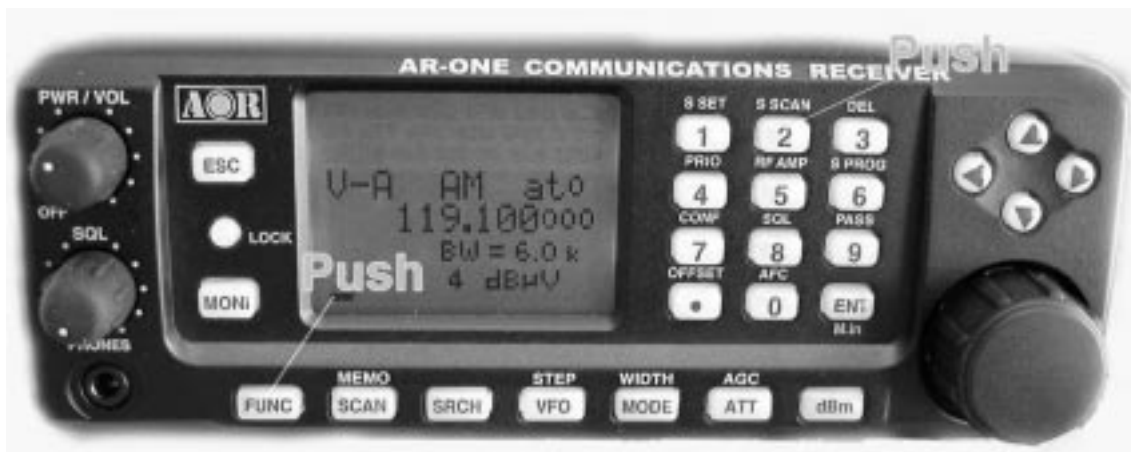 Push
AR-ONE COMMUNICATIONS RECEIVER
PWR / VOL
AOR
S SET S SCAN DEL
1 2 3
ESC
PRIO RF AMP S PROG
V-A AM ato
4 5 6
OFF
119.100000
CONF SQL PASS
SQL
LOCK
BW = 6.0 k
7 8 9
Push
4 dBµV
OFFSET AFC
MONi
• 0 ENT
M.in
PHONES
MEMO STEP WIDTH AGC
FUNC SCAN SRCH VFO MODE ATT dBm